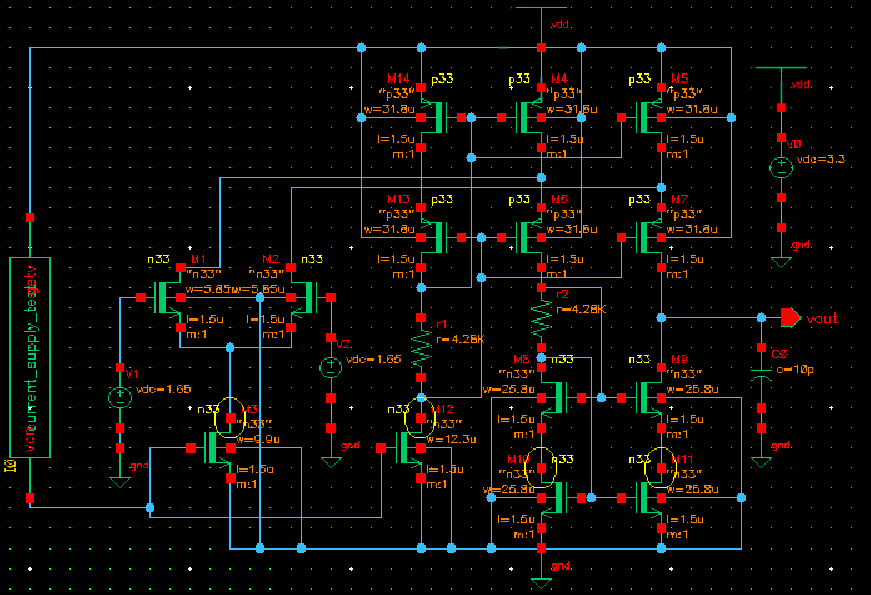 vdd.
M14 p33
"p33"
w=31.8u
l=1.5u
m:1
M4
p33
"p33"
w=31.8u
l=1.5u
m:1
M5
p33
"p33"
w=31.8u
l=1.5u
m:1
vdd.
V0
vdc=3.3
gnd.
M13 p33
"p33"
w=31.8u
l=1.5u
m:1
M6
p33
"p33"
w=31.8u
l=1.5u
m:1
M7
p33
"p33"
w=31.8u
l=1.5u
m:1
n33 M1
"n33"
w=5.85u
l=1.5u
m:1
M2 n33
"n33"
w=5.85u
l=1.5u
m:1
r1
r=4.28K
r2
r=4.28K
vout
C0
c=10p
gnd.
V1
vdc=1.65
gnd.
V2
vdc=1.65
gnd.
I0
n33 M3
"n33"
w=9.9u
l=1.5u
m:1
n33 M12
"n33"
w=12.3u
l=1.5u
m:1
M8 n33
"n33"
w=25.8u
l=1.5u
m:1
n33 M9
"n33"
w=25.8u
l=1.5u
m:1
M10 n33
"n33"
w=25.8u
l=1.5u
m:1
n33 M11
"n33"
w=25.8u
l=1.5u
m:1
gnd.